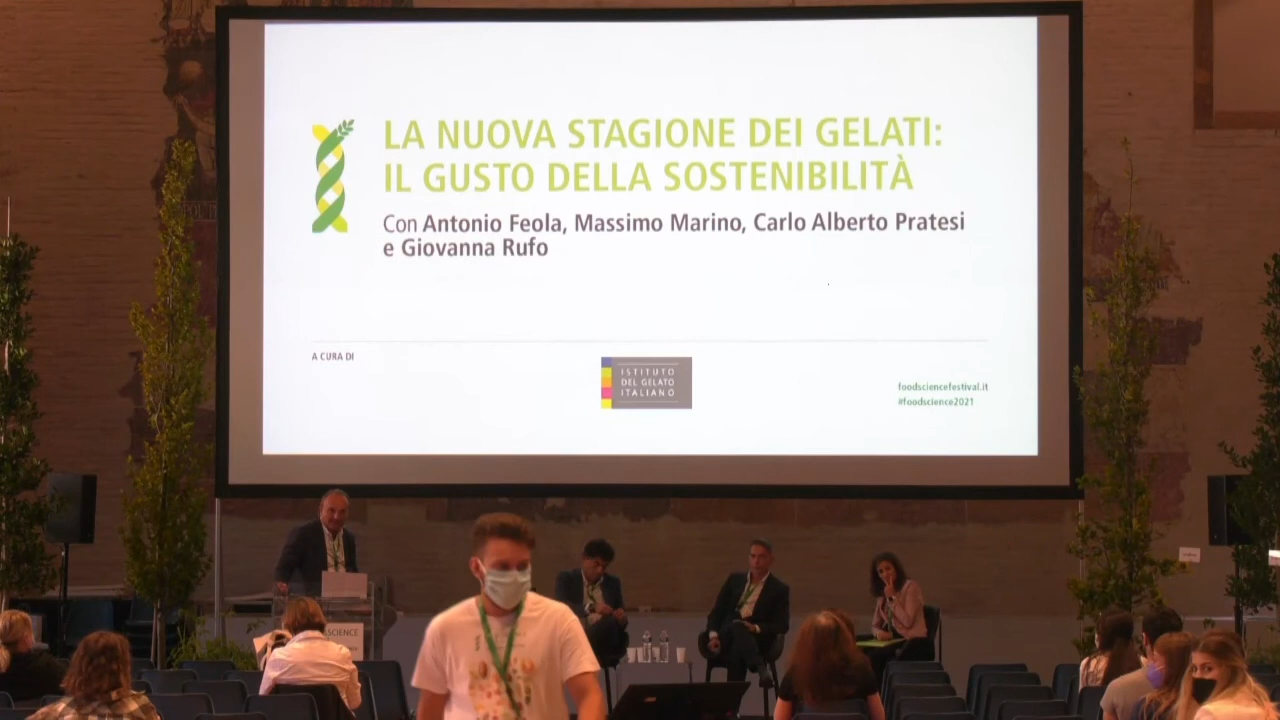 LA NUOVA STAGIONE DEI GELATI:
IL GUSTO DELLA SOSTENIBILITÀ
Con Antonio Feola, Massimo Marino, Carlo Alberto Pratesi
e Giovanna Rufo
A CURA DI
ISTITUTO
DEL GELATO
ITALIANO
foodsciencefestival.it
#foodscience2021
SCIENCE